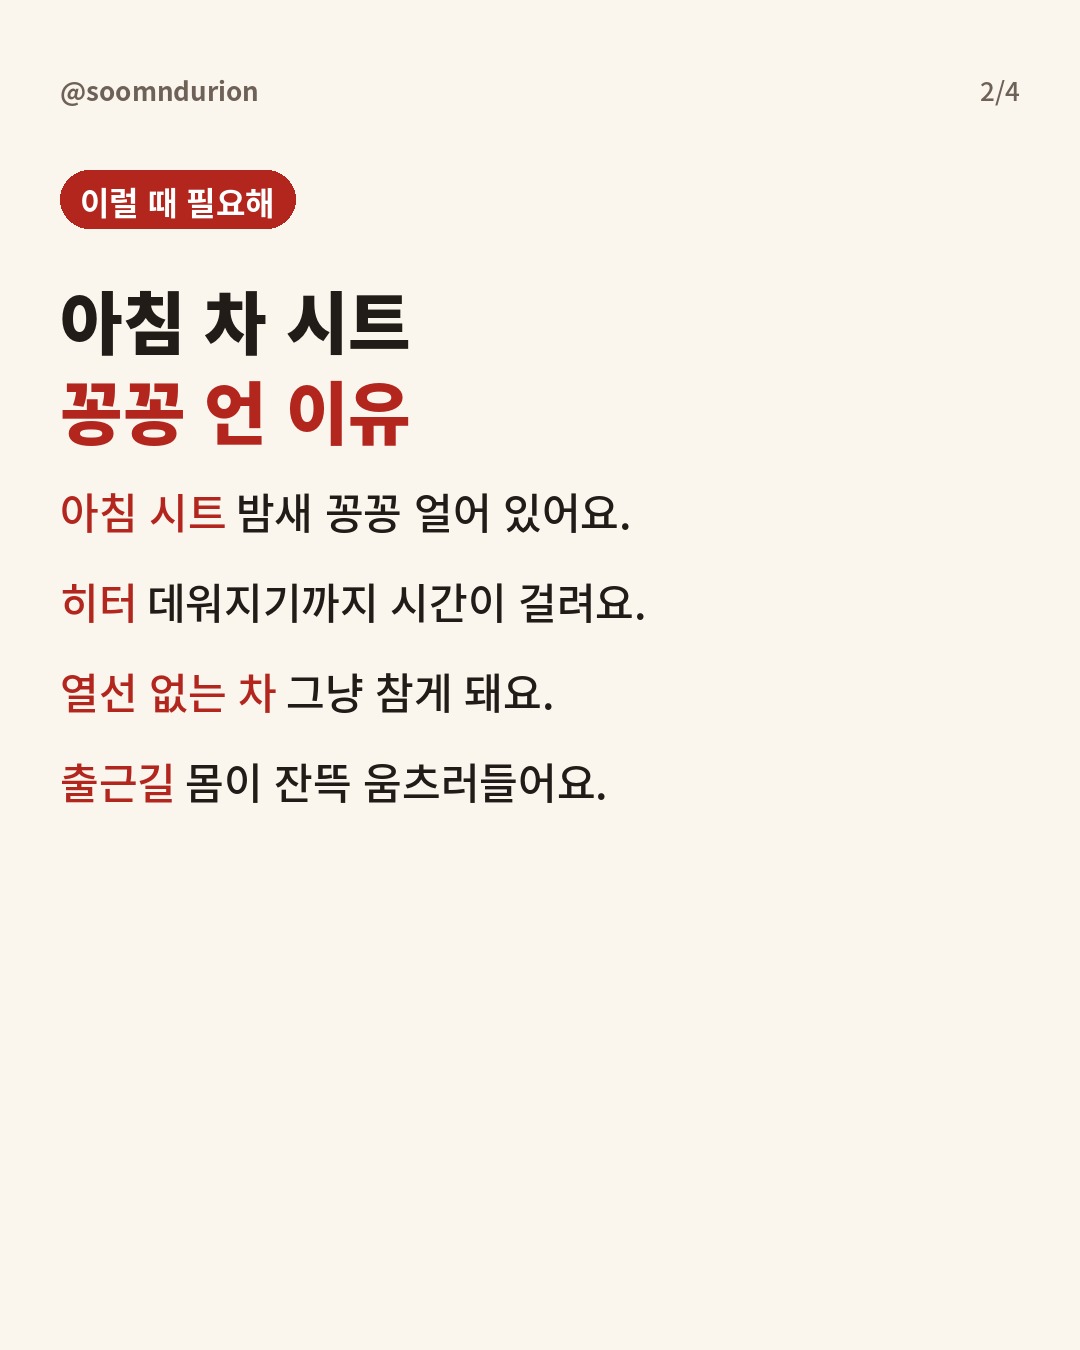 @soomndurion
2/4
이럴 때 필요해
아침 차 시트
꽁꽁 언 이유
아침 시트 밤새 꽁꽁 얼어 있어요.
히터 데워지기까지 시간이 걸려요.
열선 없는 차 그냥 참게 돼요.
출근길 몸이 잔뜩 움츠러들어요.